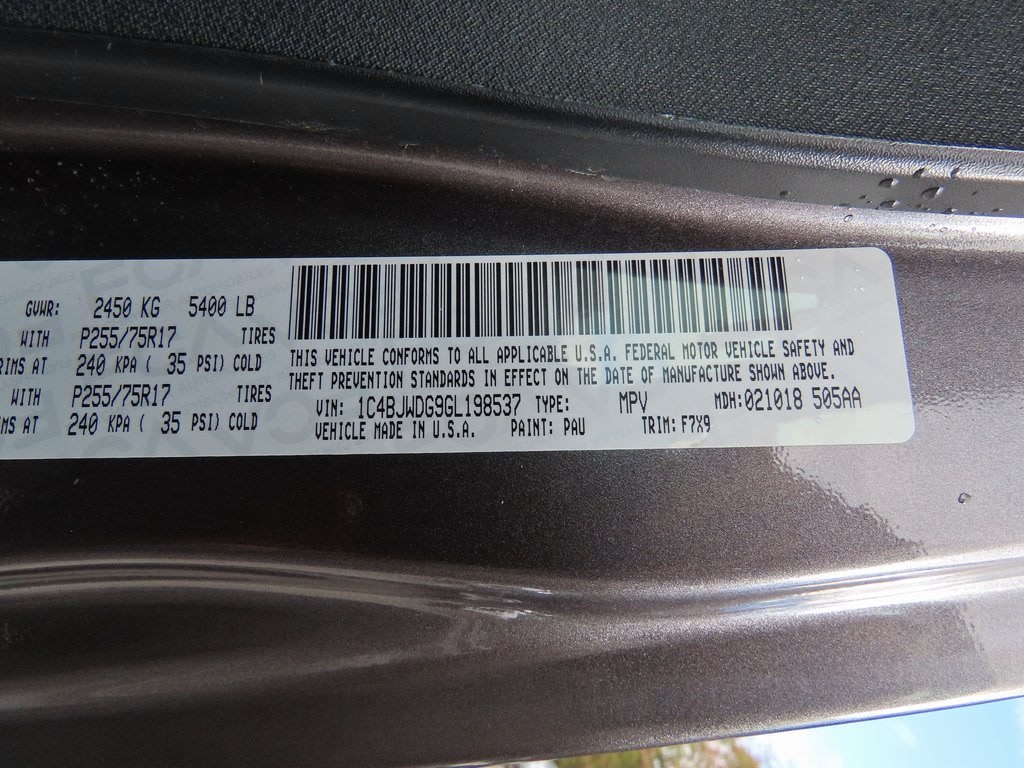 GVWR: 2450 KG 5400 LB
WITH P255/75R17 TIRES
RIMS AT 240 KPA ( 35 PSI) COLD
WITH P255/75R17 TIRES
MS AT 240 KPA ( 35 PSI) COLD
THIS VEHICLE CONFORMS TO ALL APPLICABLE U.S.A. FEDERAL MOTOR VEHICLE SAFETY AND
THEFT PREVENTION STANDARDS IN EFFECT ON THE DATE OF MANUFACTURE SHOWN ABOVE.
VIN: 1C4BJWDG9GL198537 TYPE: MPV MDH:021018 505AA
VEHICLE MADE IN U.S.A. PAINT: PAU TRIM: F7X9